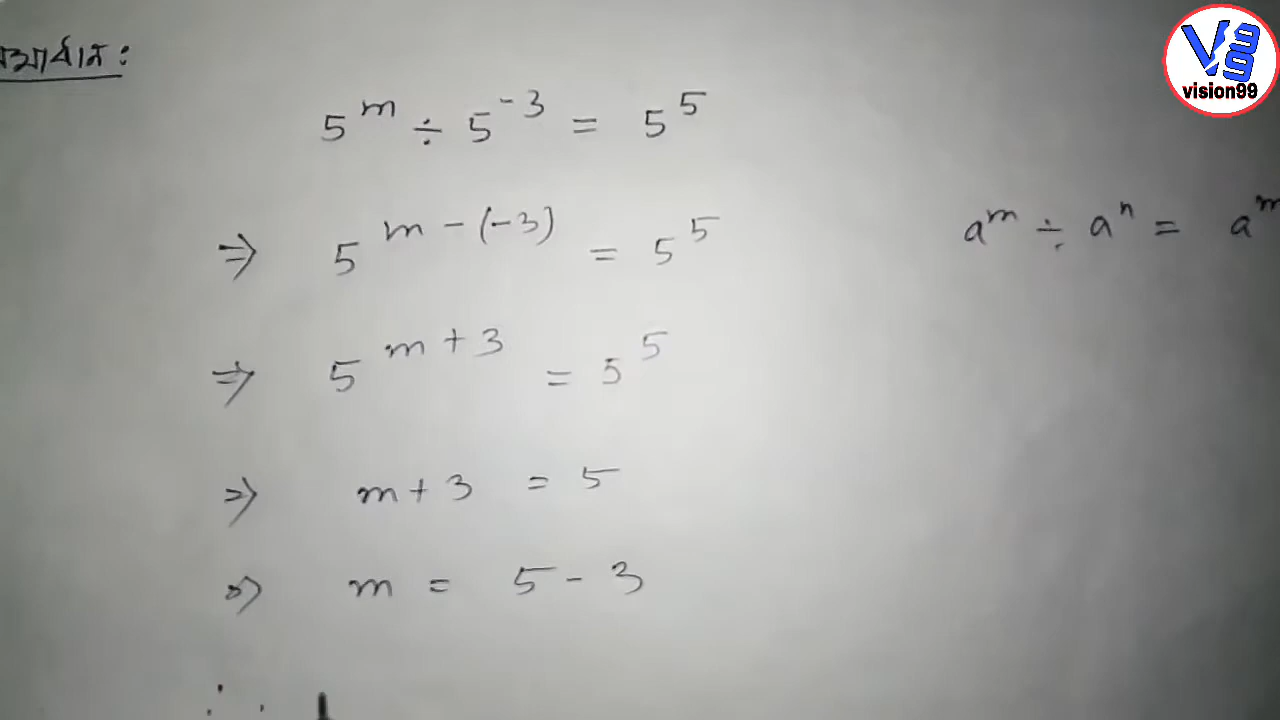 সমাধান :
5^m ÷ 5^-3 = 5^5
⇒ 5^m-(-3) = 5^5
a^m ÷ a^n = a^m
⇒ 5^m+3 = 5^5
⇒ m+3 = 5
⇒ m = 5-3
∴
V99
vision99